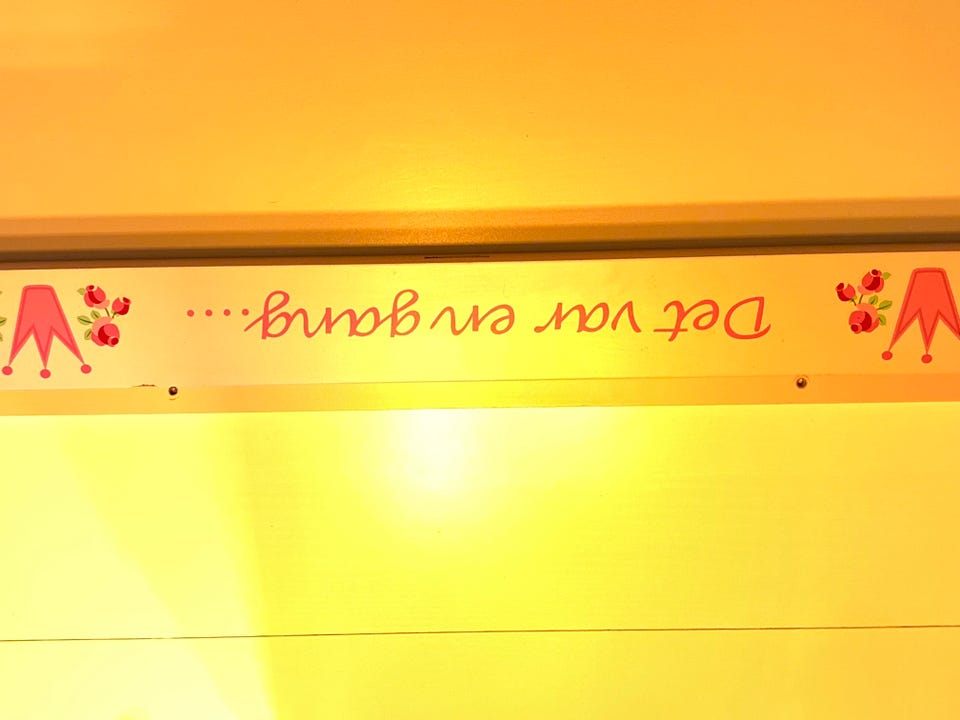 Det var en gang.....